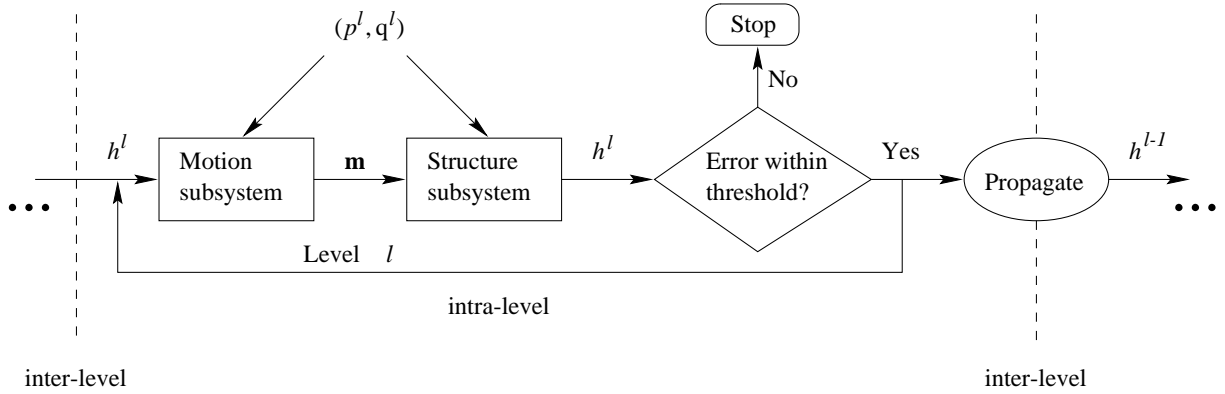 (p^l, q^l)
Stop
No
h^l
Motion
subsystem
m
Structure
subsystem
h^l
Error within
threshold?
Yes
Propagate
h^{l-1}
•••
•••
Level l
intra-level
inter-level
inter-level